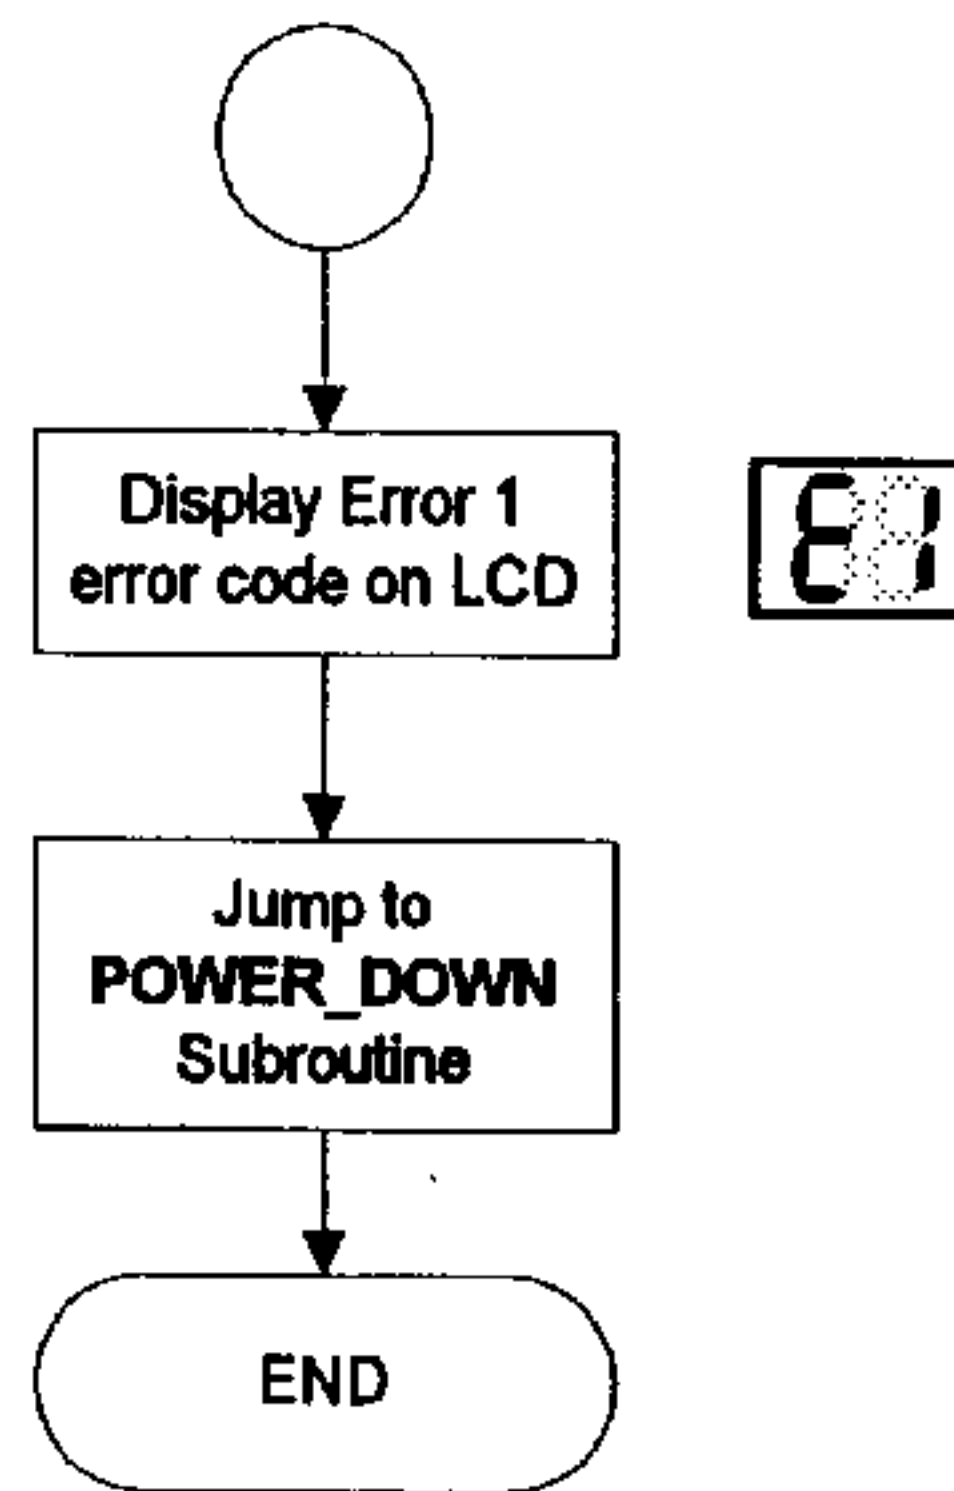 Display Error 1
error code on LCD
E1
Jump to
POWER_DOWN
Subroutine
END